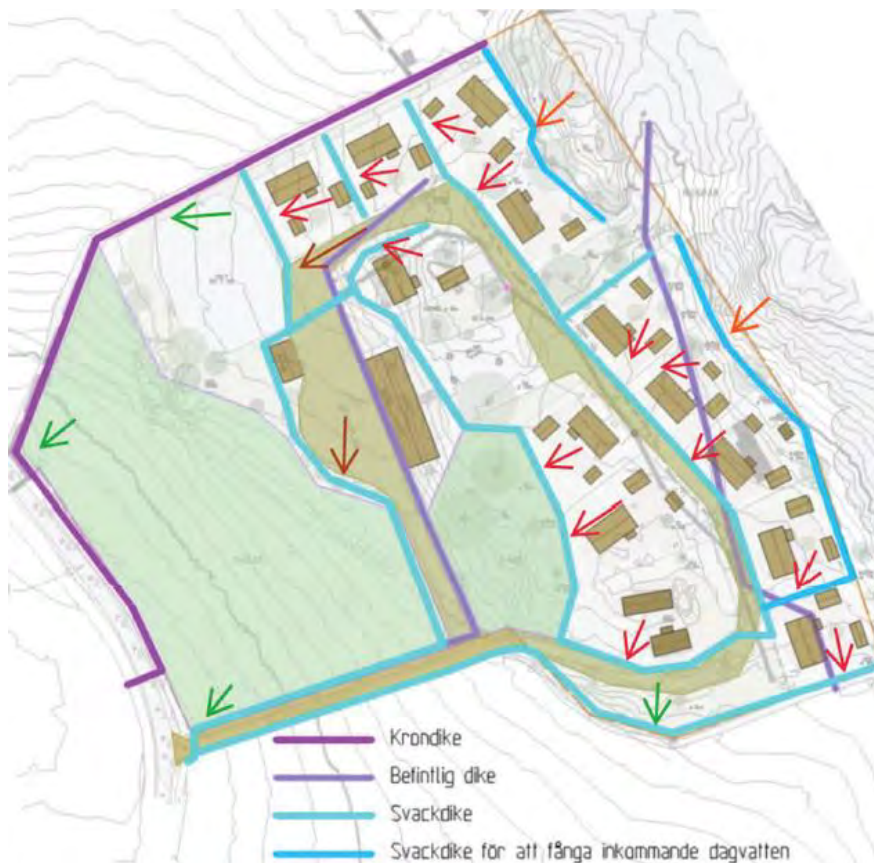 Krondike
Befintlig dike
Svackdike
Svackdike för att fånga inkommande dagvatten